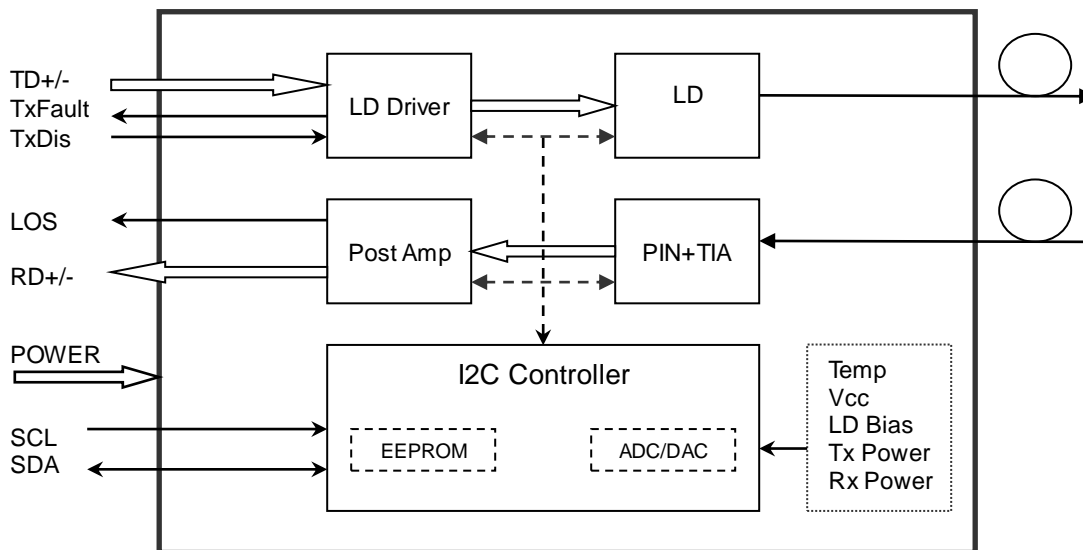 TD+/-
TxFault
TxDis
LD Driver
LD
LOS
RD+/-
Post Amp
PIN+TIA
POWER
I2C Controller
SCL
SDA
EEPROM
ADC/DAC
Temp
Vcc
LD Bias
Tx Power
Rx Power